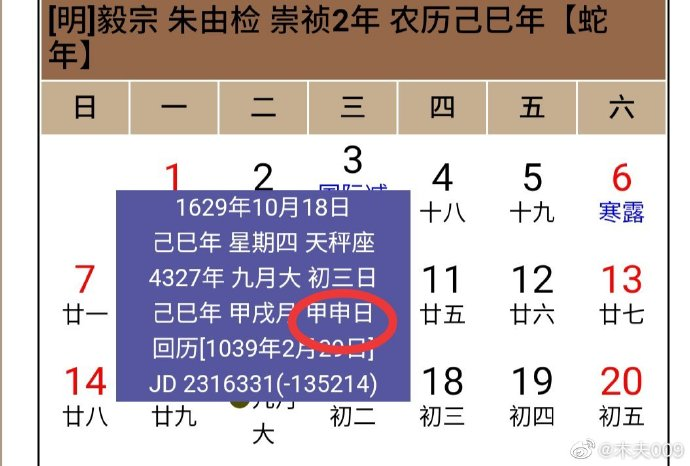 [明]毅宗 朱由检 崇祯2年 农历己巳年【蛇
年】
日 一 二 三 四 五 六
1 2 3 4 5 6
十八 十九 寒露
1629年10月18日
己巳年 星期四 天秤座
4327年 九月大 初三日
己巳年 甲戌月 甲申日
回历[1039年2月29日]
JD 2316331(-135214)
7 11 12 13
廿一 廿五 廿六 廿七
14 18 19 20
廿八 廿九 初二 初三 初四 初五
大
@木夫009